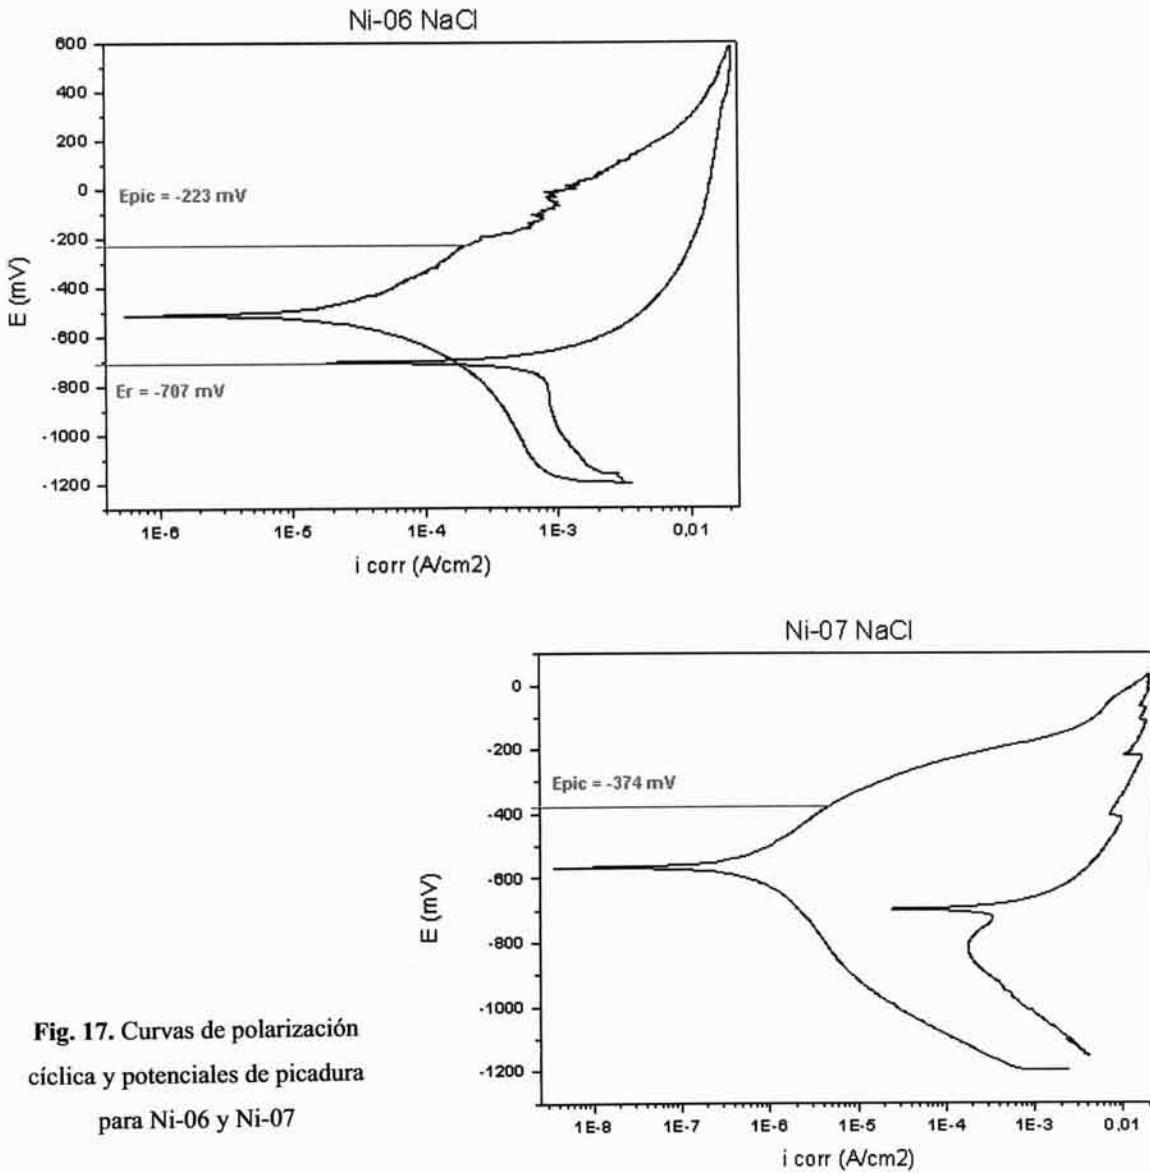 Ni-06 NaCl
600
400
200
0
-200
-400
-600
-800
-1000
-1200
E (mV)
Epic = -223 mV
Er = -707 mV
1E-6
1E-5
1E-4
1E-3
0,01
i corr (A/cm2)
Ni-07 NaCl
0
-200
-400
-600
-800
-1000
-1200
E (mV)
Epic = -374 mV
1E-8
1E-7
1E-6
1E-5
1E-4
1E-3
0,01
i corr (A/cm2)
Fig. 17. Curvas de polarización
cíclica y potenciales de picadura
para Ni-06 y Ni-07